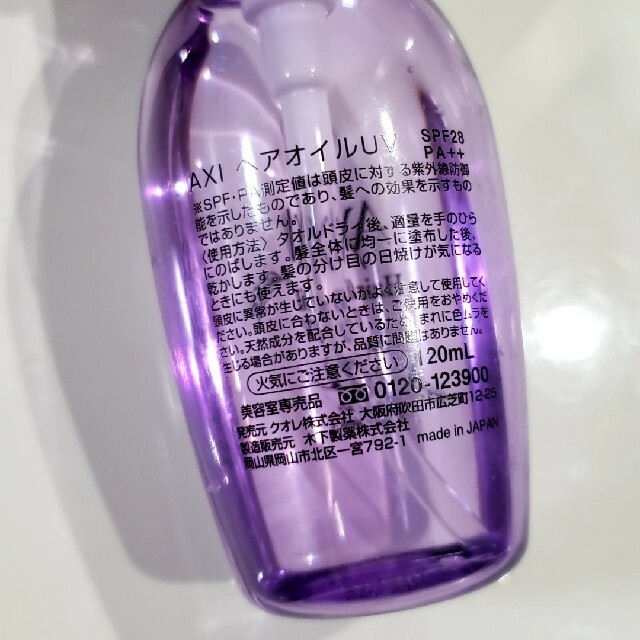 AXI ヘアオイルUV SPF28 PA++
※SPF・PA測定値は頭皮に対する紫外線防御
能を示したものであり、髪への効果を示すもの
ではありません。
〈使用方法〉タオルドライ後、適量を手のひら
にのばします。髪全体に均一に塗布した後、
乾かします。髪の分け目の日焼けが気になる
ときにも使えます。
頭皮に異常が生じていないかよく注意して使用してく
ださい。頭皮に合わないときは、ご使用をおやめくだ
さい。天然成分を配合しているため、まれに色ムラを
生じる場合がありますが、品質に問題はありません。
火気にご注意ください 120mL
美容室専売品 0120-123900
発売元 クオレ株式会社 大阪府吹田市広芝町12-25
製造販売元 木下製薬株式会社
岡山県岡山市北区一宮792-1 made in JAPAN